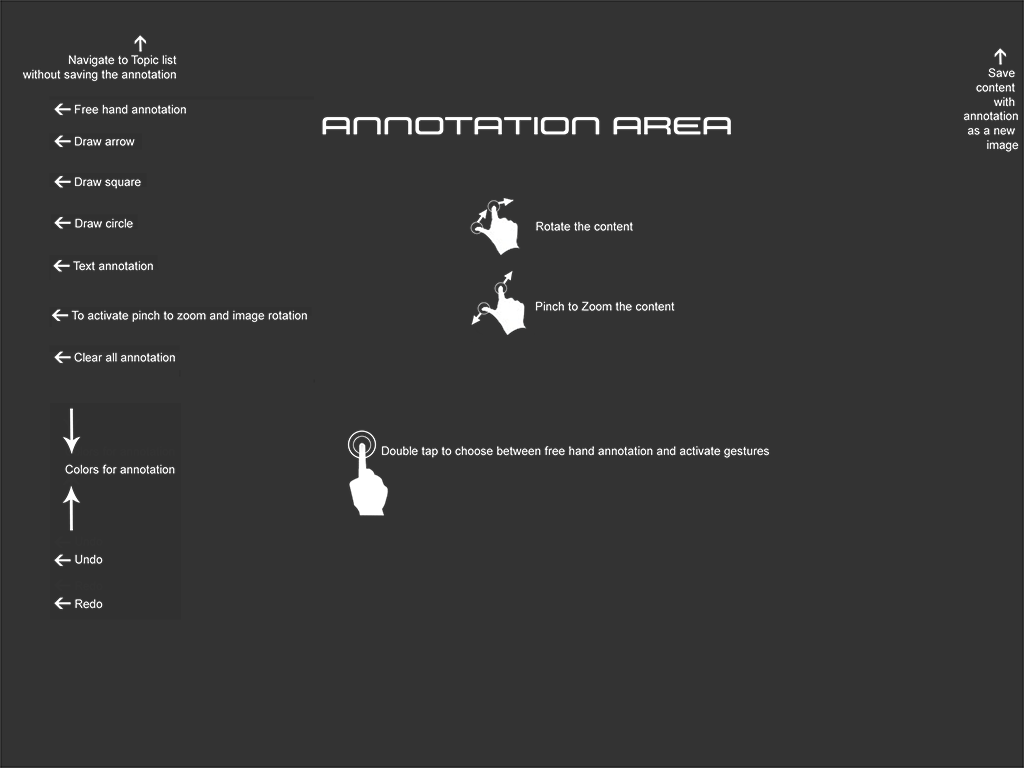 Navigate to Topic list
without saving the annotation
Save
content
with
annotation
as a new
image
Free hand annotation
ANNOTATION AREA
Draw arrow
Draw square
Draw circle
Rotate the content
Text annotation
Pinch to Zoom the content
To activate pinch to zoom and image rotation
Clear all annotation
Double tap to choose between free hand annotation and activate gestures
Colors for annotation
Undo
Redo